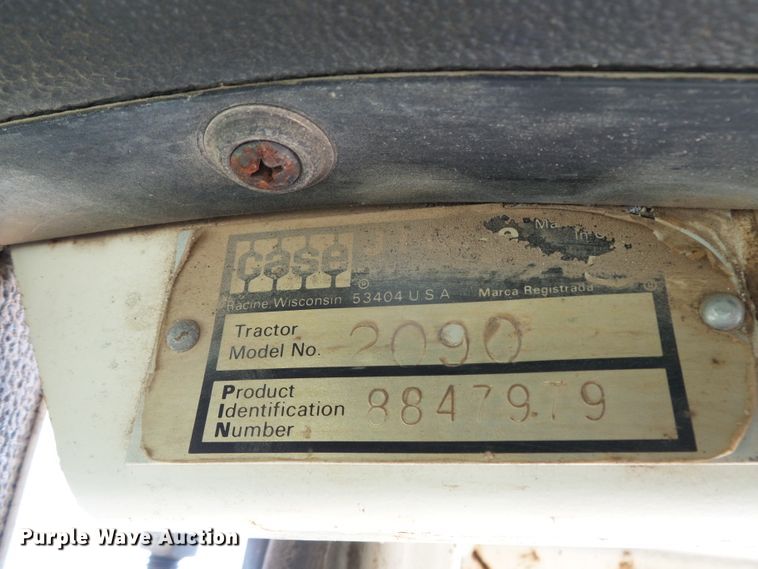 case ®
Racine, Wisconsin 53404 U S A Marca Registrada
Tractor
Model No. 2090
Product
Identification 8847979
Number
Purple Wave Auction